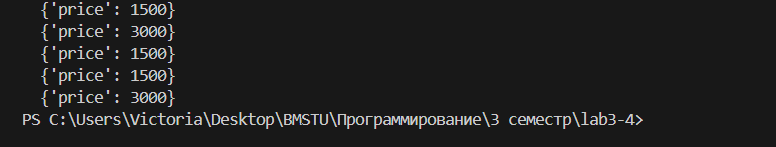 {'price': 1500}
{'price': 3000}
{'price': 1500}
{'price': 1500}
{'price': 3000}
PS C:\Users\Victoria\Desktop\BMSTU\Программирование\3 семестр\lab3-4>